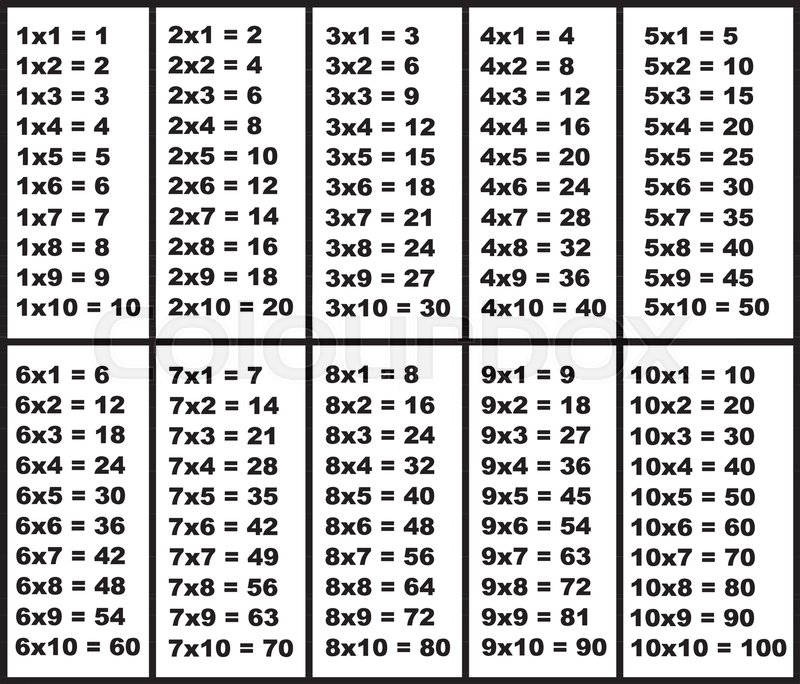 1x1 = 1
1x2 = 2
1x3 = 3
1x4 = 4
1x5 = 5
1x6 = 6
1x7 = 7
1x8 = 8
1x9 = 9
1x10 = 10
2x1 = 2
2x2 = 4
2x3 = 6
2x4 = 8
2x5 = 10
2x6 = 12
2x7 = 14
2x8 = 16
2x9 = 18
2x10 = 20
3x1 = 3
3x2 = 6
3x3 = 9
3x4 = 12
3x5 = 15
3x6 = 18
3x7 = 21
3x8 = 24
3x9 = 27
3x10 = 30
4x1 = 4
4x2 = 8
4x3 = 12
4x4 = 16
4x5 = 20
4x6 = 24
4x7 = 28
4x8 = 32
4x9 = 36
4x10 = 40
5x1 = 5
5x2 = 10
5x3 = 15
5x4 = 20
5x5 = 25
5x6 = 30
5x7 = 35
5x8 = 40
5x9 = 45
5x10 = 50
colourbox
6x1 = 6
6x2 = 12
6x3 = 18
6x4 = 24
6x5 = 30
6x6 = 36
6x7 = 42
6x8 = 48
6x9 = 54
6x10 = 60
7x1 = 7
7x2 = 14
7x3 = 21
7x4 = 28
7x5 = 35
7x6 = 42
7x7 = 49
7x8 = 56
7x9 = 63
7x10 = 70
8x1 = 8
8x2 = 16
8x3 = 24
8x4 = 32
8x5 = 40
8x6 = 48
8x7 = 56
8x8 = 64
8x9 = 72
8x10 = 80
9x1 = 9
9x2 = 18
9x3 = 27
9x4 = 36
9x5 = 45
9x6 = 54
9x7 = 63
9x8 = 72
9x9 = 81
9x10 = 90
10x1 = 10
10x2 = 20
10x3 = 30
10x4 = 40
10x5 = 50
10x6 = 60
10x7 = 70
10x8 = 80
10x9 = 90
10x10 = 100